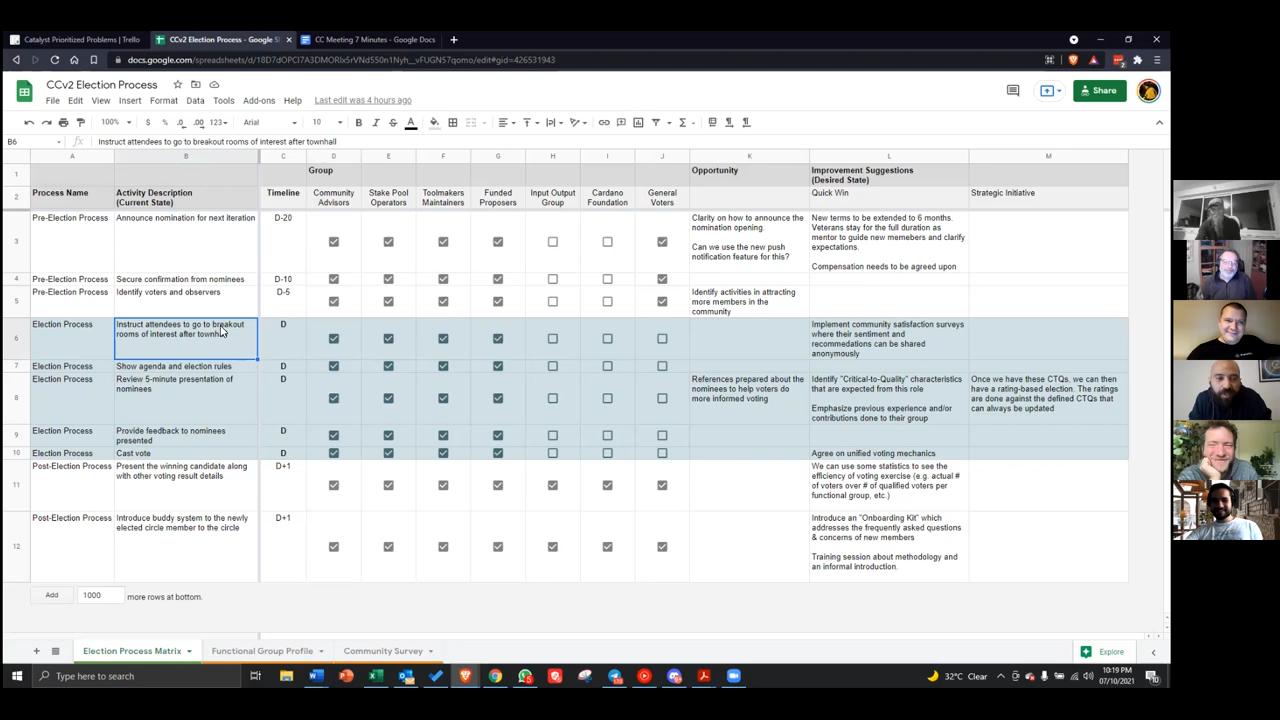 Catalyst Prioritized Problems | Trello
CCv2 Election Process - Google S
CC Meeting 7 Minutes - Google Docs
CCv2 Election Process
File Edit View Insert Format Data Tools Add-ons Help Last edit was 4 hours ago
Share
100% $ % .0 .00 123 Arial 10 B I S A
B6 fx Instruct attendees to go to breakout rooms of interest after townhall
A B C D E F G H I J K L M
1 Group Opportunity Improvement Suggestions
(Desired State)
2 Process Name Activity Description
(Current State) Timeline Community
Advisors Stake Pool
Operators Toolmakers
Maintainers Funded
Proposers Input Output
Group Cardano
Foundation General
Voters Quick Win Strategic Initiative
3 Pre-Election Process Announce nomination for next iteration D-20
Clarity on how to announce the
nomination opening.
Can we use the new push
notification feature for this?
New terms to be extended to 6 months.
Veterans stay for the full duration as
mentor to guide new memebers and clarify
expectations.
Compensation needs to be agreed upon
4 Pre-Election Process Secure confirmation from nominees D-10
5 Pre-Election Process Identify voters and observers D-5
Identify activities in attracting
more members in the
community
6 Election Process Instruct attendees to go to breakout
rooms of interest after townhall D
Implement community satisfaction surveys
where their sentiment and
recommedations can be shared
anonymously
7 Election Process Show agenda and election rules D
8 Election Process Review 5-minute presentation of
nominees D
References prepared about the
nominees to help voters do
more informed voting
Identify "Critical-to-Quality" characteristics
that are expected from this role
Emphasize previous experience and/or
contributions done to their group
Once we have these CTQs, we can then
have a rating-based election. The ratings
are done against the defined CTQs that
can always be updated
9 Election Process Provide feedback to nominees
presented D
10 Election Process Cast vote D Agree on unified voting mechanics
11 Post-Election Process Present the winning candidate along
with other voting result details D+1
We can use some statistics to see the
efficiency of voting exercise (e.g. actual #
of voters over # of qualified voters per
functional group, etc.)
12 Post-Election Process Introduce buddy system to the newly
elected circle member to the circle D+1
Introduce an "Onboarding Kit" which
addresses the frequently asked questions
& concerns of new members
Training session about methodology and
an informal introduction.
Add 1000 more rows at bottom.
Election Process Matrix Functional Group Profile Community Survey Explore
Type here to search 32°C Clear 10:19 PM
07/10/2021